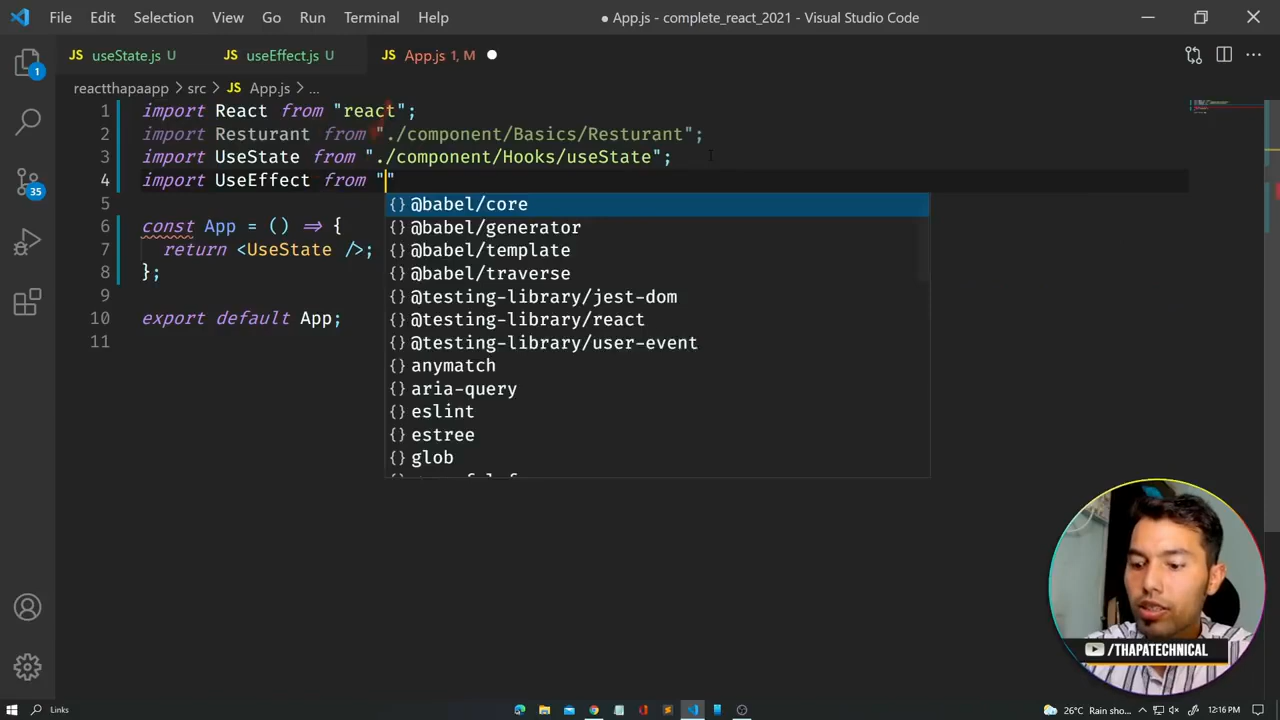 File Edit Selection View Go Run Terminal Help
● App.js - complete_react_2021 - Visual Studio Code
JS useState.js U
JS useEffect.js U
JS App.js 1, M ●
reactthapaapp > src > JS App.js > ...
1 import React from "react";
2 import Resturant from "./component/Basics/Resturant";
3 import UseState from "./component/Hooks/useState";
4 import UseEffect from ""
5
6 const App = () => {
7 return <UseState />;
8 };
9
10 export default App;
11
{} @babel/core
{} @babel/generator
{} @babel/template
{} @babel/traverse
{} @testing-library/jest-dom
{} @testing-library/react
{} @testing-library/user-event
{} anymatch
{} aria-query
{} eslint
{} estree
{} glob
1
35
/THAPATECHNICAL
Links
26°C Rain sho...
12:16 PM